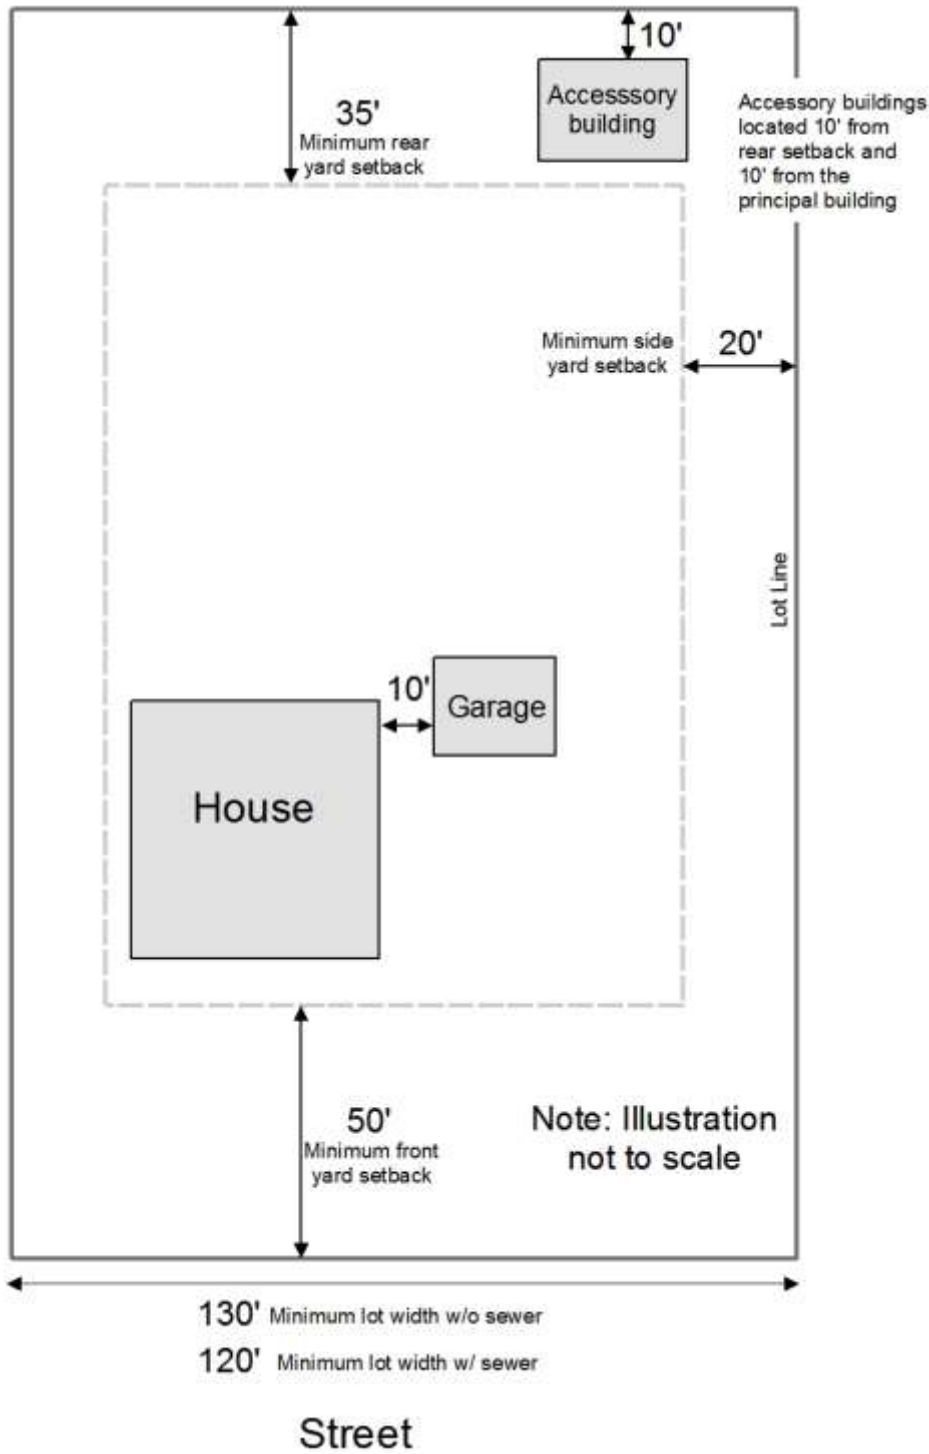 10'
Accesssory
building
35'
Minimum rear
yard setback
Accessory buildings
located 10' from
rear setback and
10' from the
principal building
Minimum side
yard setback
20'
Lot Line
10'
Garage
House
50'
Minimum front
yard setback
Note: Illustration
not to scale
130' Minimum lot width w/o sewer
120' Minimum lot width w/ sewer
Street